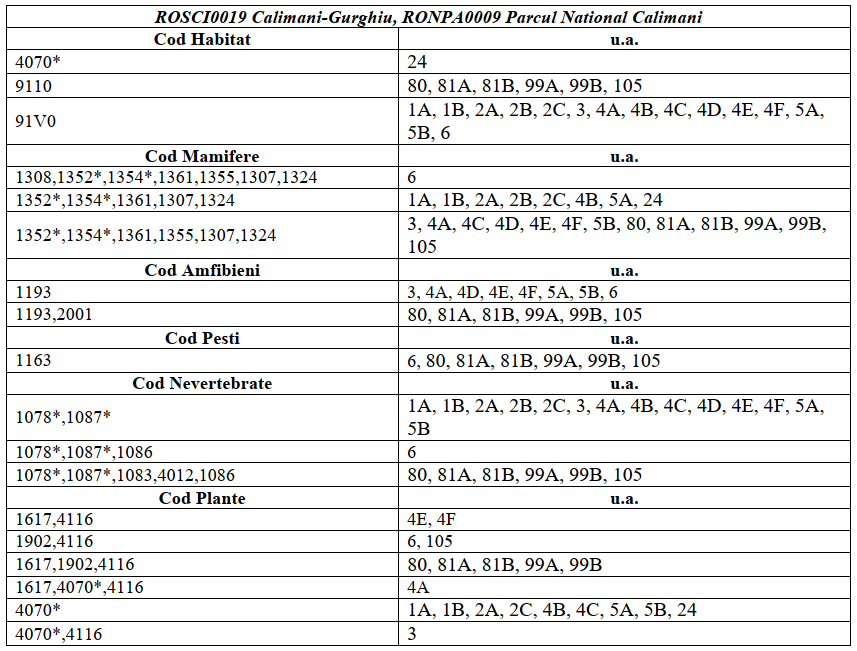 ROSCI0019 Calimani-Gurghiu, RONPA0009 Parcul National Calimani
Cod Habitat u.a.
4070* 24
9110 80, 81A, 81B, 99A, 99B, 105
91V0 1A, 1B, 2A, 2B, 2C, 3, 4A, 4B, 4C, 4D, 4E, 4F, 5A,
5B, 6
Cod Mamifere u.a.
1308,1352*,1354*,1361,1355,1307,1324 6
1352*,1354*,1361,1307,1324 1A, 1B, 2A, 2B, 2C, 4B, 5A, 24
1352*,1354*,1361,1355,1307,1324 3, 4A, 4C, 4D, 4E, 4F, 5B, 80, 81A, 81B, 99A, 99B,
105
Cod Amfibieni u.a.
1193 3, 4A, 4D, 4E, 4F, 5A, 5B, 6
1193,2001 80, 81A, 81B, 99A, 99B, 105
Cod Pesti u.a.
1163 6, 80, 81A, 81B, 99A, 99B, 105
Cod Nevertebrate u.a.
1078*,1087* 1A, 1B, 2A, 2B, 2C, 3, 4A, 4B, 4C, 4D, 4E, 4F, 5A,
5B
1078*,1087*,1086 6
1078*,1087*,1083,4012,1086 80, 81A, 81B, 99A, 99B, 105
Cod Plante u.a.
1617,4116 4E, 4F
1902,4116 6, 105
1617,1902,4116 80, 81A, 81B, 99A, 99B
1617,4070*,4116 4A
4070* 1A, 1B, 2A, 2C, 4B, 4C, 5A, 5B, 24
4070*,4116 3